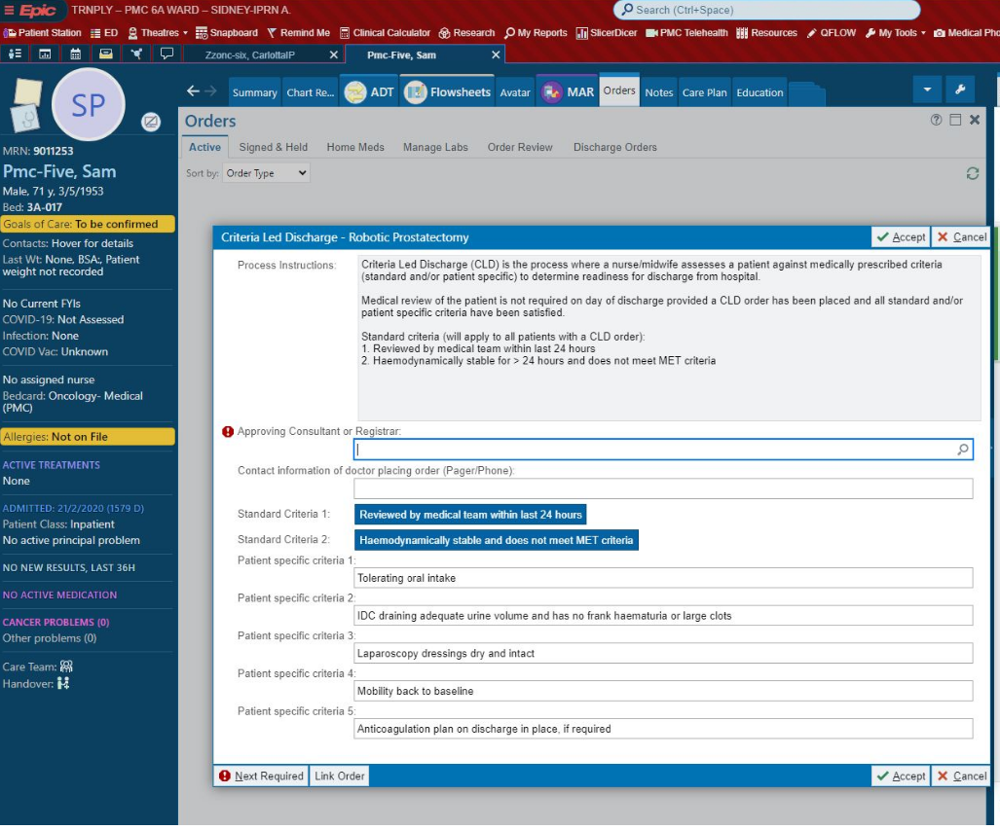 Epic TRNPLY – PMC 6A WARD – SIDNEY-IPRN A.
Search (Ctrl+Space)
Patient Station ED Theatres Snapboard Remind Me Clinical Calculator Research My Reports SlicerDicer PMC Telehealth Resources QFLOW My Tools Medical Pho
Zzonc-six, CarlottaIP X Pmc-Five, Sam X
SP
Summary Chart Re... ADT Flowsheets Avatar MAR Orders Notes Care Plan Education
Orders
Active Signed & Held Home Meds Manage Labs Order Review Discharge Orders
Sort by: Order Type
MRN: 9011253
Pmc-Five, Sam
Male, 71 y, 3/5/1953
Bed: 3A-017
Goals of Care: To be confirmed
Contacts: Hover for details
Last Wt: None, BSA:, Patient
weight not recorded
No Current FYIs
COVID-19: Not Assessed
Infection: None
COVID Vac: Unknown
No assigned nurse
Bedcard: Oncology- Medical
(PMC)
Allergies: Not on File
ACTIVE TREATMENTS
None
ADMITTED: 21/2/2020 (1579 D)
Patient Class: Inpatient
No active principal problem
NO NEW RESULTS, LAST 36H
NO ACTIVE MEDICATION
CANCER PROBLEMS (0)
Other problems (0)
Care Team:
Handover:
Criteria Led Discharge - Robotic Prostatectomy
Accept Cancel
Process Instructions:
Criteria Led Discharge (CLD) is the process where a nurse/midwife assesses a patient against medically prescribed criteria
(standard and/or patient specific) to determine readiness for discharge from hospital.
Medical review of the patient is not required on day of discharge provided a CLD order has been placed and all standard and/or
patient specific criteria have been satisfied.
Standard criteria (will apply to all patients with a CLD order):
1. Reviewed by medical team within last 24 hours
2. Haemodynamically stable for > 24 hours and does not meet MET criteria
Approving Consultant or Registrar:
Contact information of doctor placing order (Pager/Phone):
Standard Criteria 1: Reviewed by medical team within last 24 hours
Standard Criteria 2: Haemodynamically stable and does not meet MET criteria
Patient specific criteria 1:
Tolerating oral intake
Patient specific criteria 2:
IDC draining adequate urine volume and has no frank haematuria or large clots
Patient specific criteria 3:
Laparoscopy dressings dry and intact
Patient specific criteria 4:
Mobility back to baseline
Patient specific criteria 5:
Anticoagulation plan on discharge in place, if required
Next Required Link Order Accept Cancel